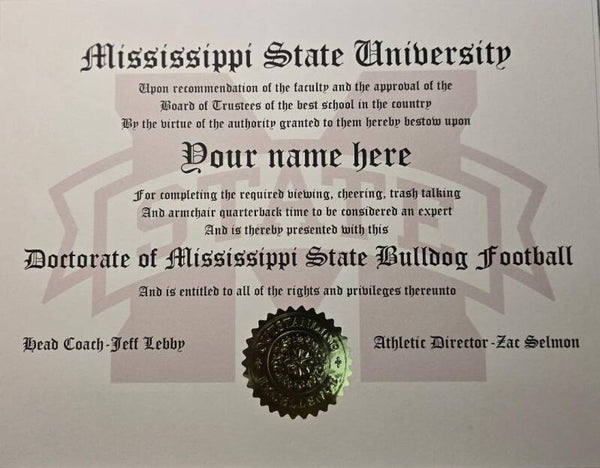 Mississippi State University
Upon recommendation of the faculty and the approval of the
Board of Trustees of the best school in the country
By the virtue of the authority granted to them hereby bestow upon
Your name here
For completing the required viewing, cheering, trash talking
And armchair quarterback time to be considered an expert
And is thereby presented with this
Doctorate of Mississippi State Bulldog Football
And is entitled to all of the rights and privileges thereunto
Head Coach-Jeff Lebby
Athletic Director-Zac Selmon
STATE